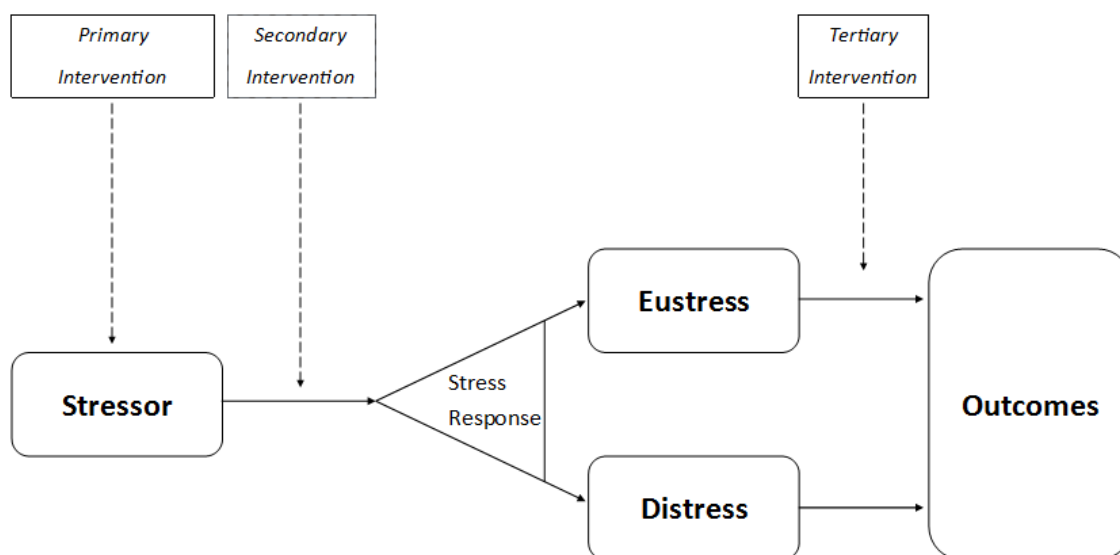 Primary
Intervention
Secondary
Intervention
Tertiary
Intervention
Eustress
Stress
Response
Stressor
Outcomes
Distress